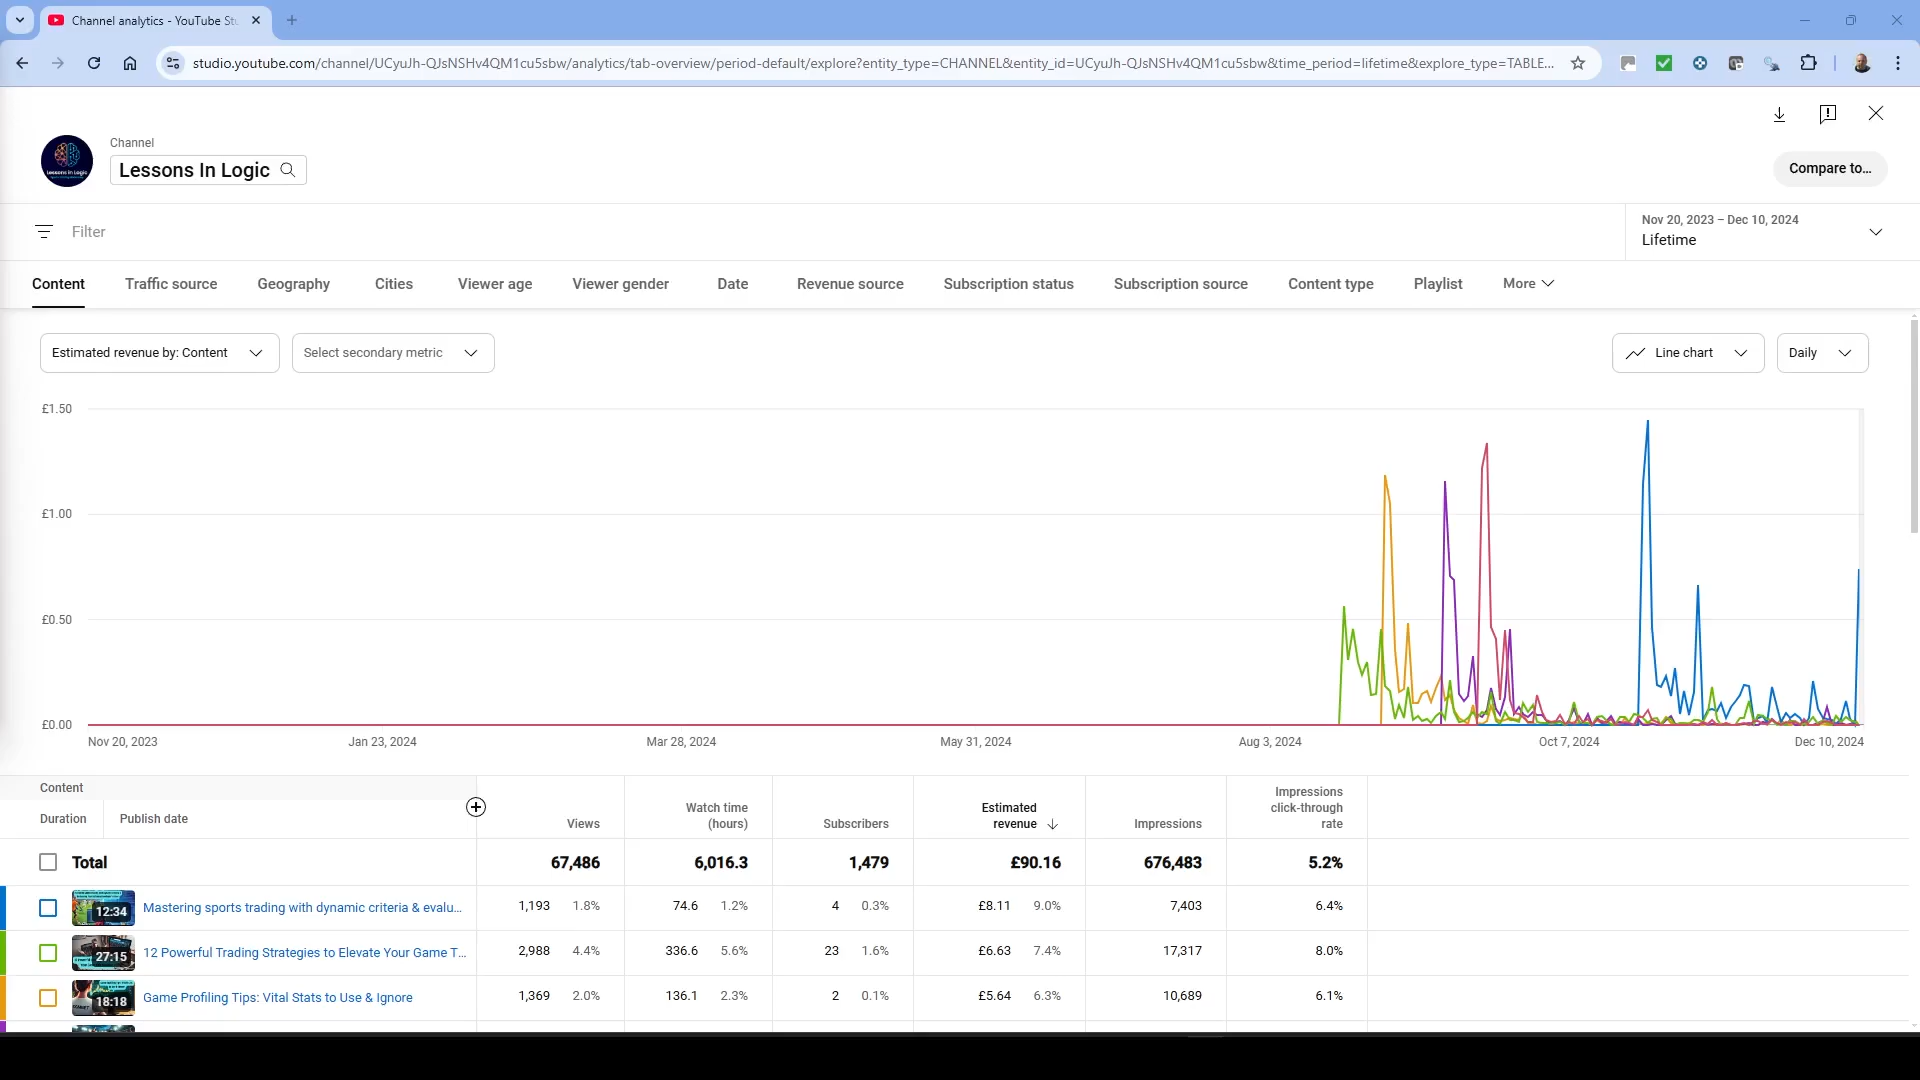 Channel analytics - YouTube Stu
studio.youtube.com/channel/UCyuJh-QJsNSHv4QM1cu5sbw/analytics/tab-overview/period-default/explore?entity_type=CHANNEL&entity_id=UCyuJh-QJsNSHv4QM1cu5sbw&time_period=lifetime&explore_type=TABLE...
Channel
Lessons In Logic
Compare to...
Filter
Nov 20, 2023 – Dec 10, 2024
Lifetime
Content Traffic source Geography Cities Viewer age Viewer gender Date Revenue source Subscription status Subscription source Content type Playlist More
Estimated revenue by: Content Select secondary metric Line chart Daily
£1.50
£1.00
£0.50
£0.00
Nov 20, 2023 Jan 23, 2024 Mar 28, 2024 May 31, 2024 Aug 3, 2024 Oct 7, 2024 Dec 10, 2024
Content
Duration Publish date
Views
Watch time
(hours)
Subscribers
Estimated
revenue
Impressions
Impressions
click-through
rate
Total 67,486 6,016.3 1,479 £90.16 676,483 5.2%
12:34 Mastering sports trading with dynamic criteria & evalu... 1,193 1.8% 74.6 1.2% 4 0.3% £8.11 9.0% 7,403 6.4%
27:15 12 Powerful Trading Strategies to Elevate Your Game T... 2,988 4.4% 336.6 5.6% 23 1.6% £6.63 7.4% 17,317 8.0%
18:18 Game Profiling Tips: Vital Stats to Use & Ignore 1,369 2.0% 136.1 2.3% 2 0.1% £5.64 6.3% 10,689 6.1%